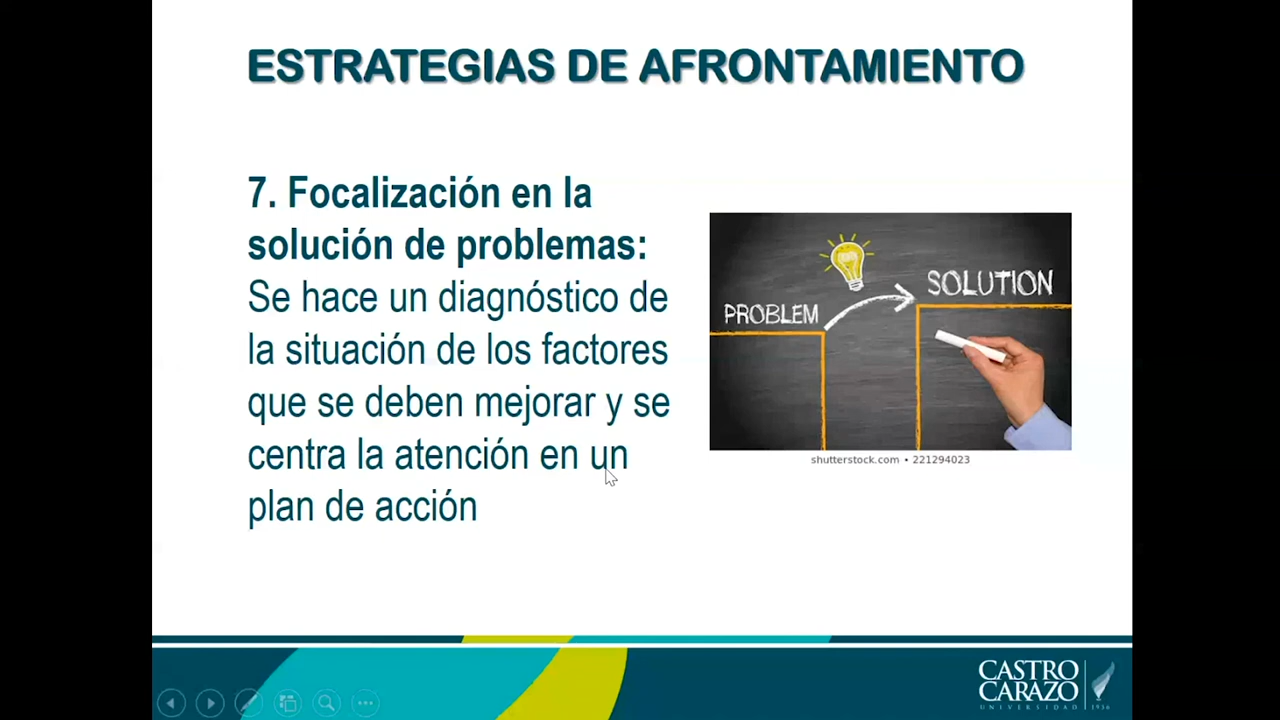 ESTRATEGIAS DE AFRONTAMIENTO
7. Focalización en la
solución de problemas:
Se hace un diagnóstico de
la situación de los factores
que se deben mejorar y se
centra la atención en un
plan de acción
PROBLEM
SOLUTION
shutterstock.com • 221294023
CASTRO
CARAZO
UNIVERSIDAD 1936